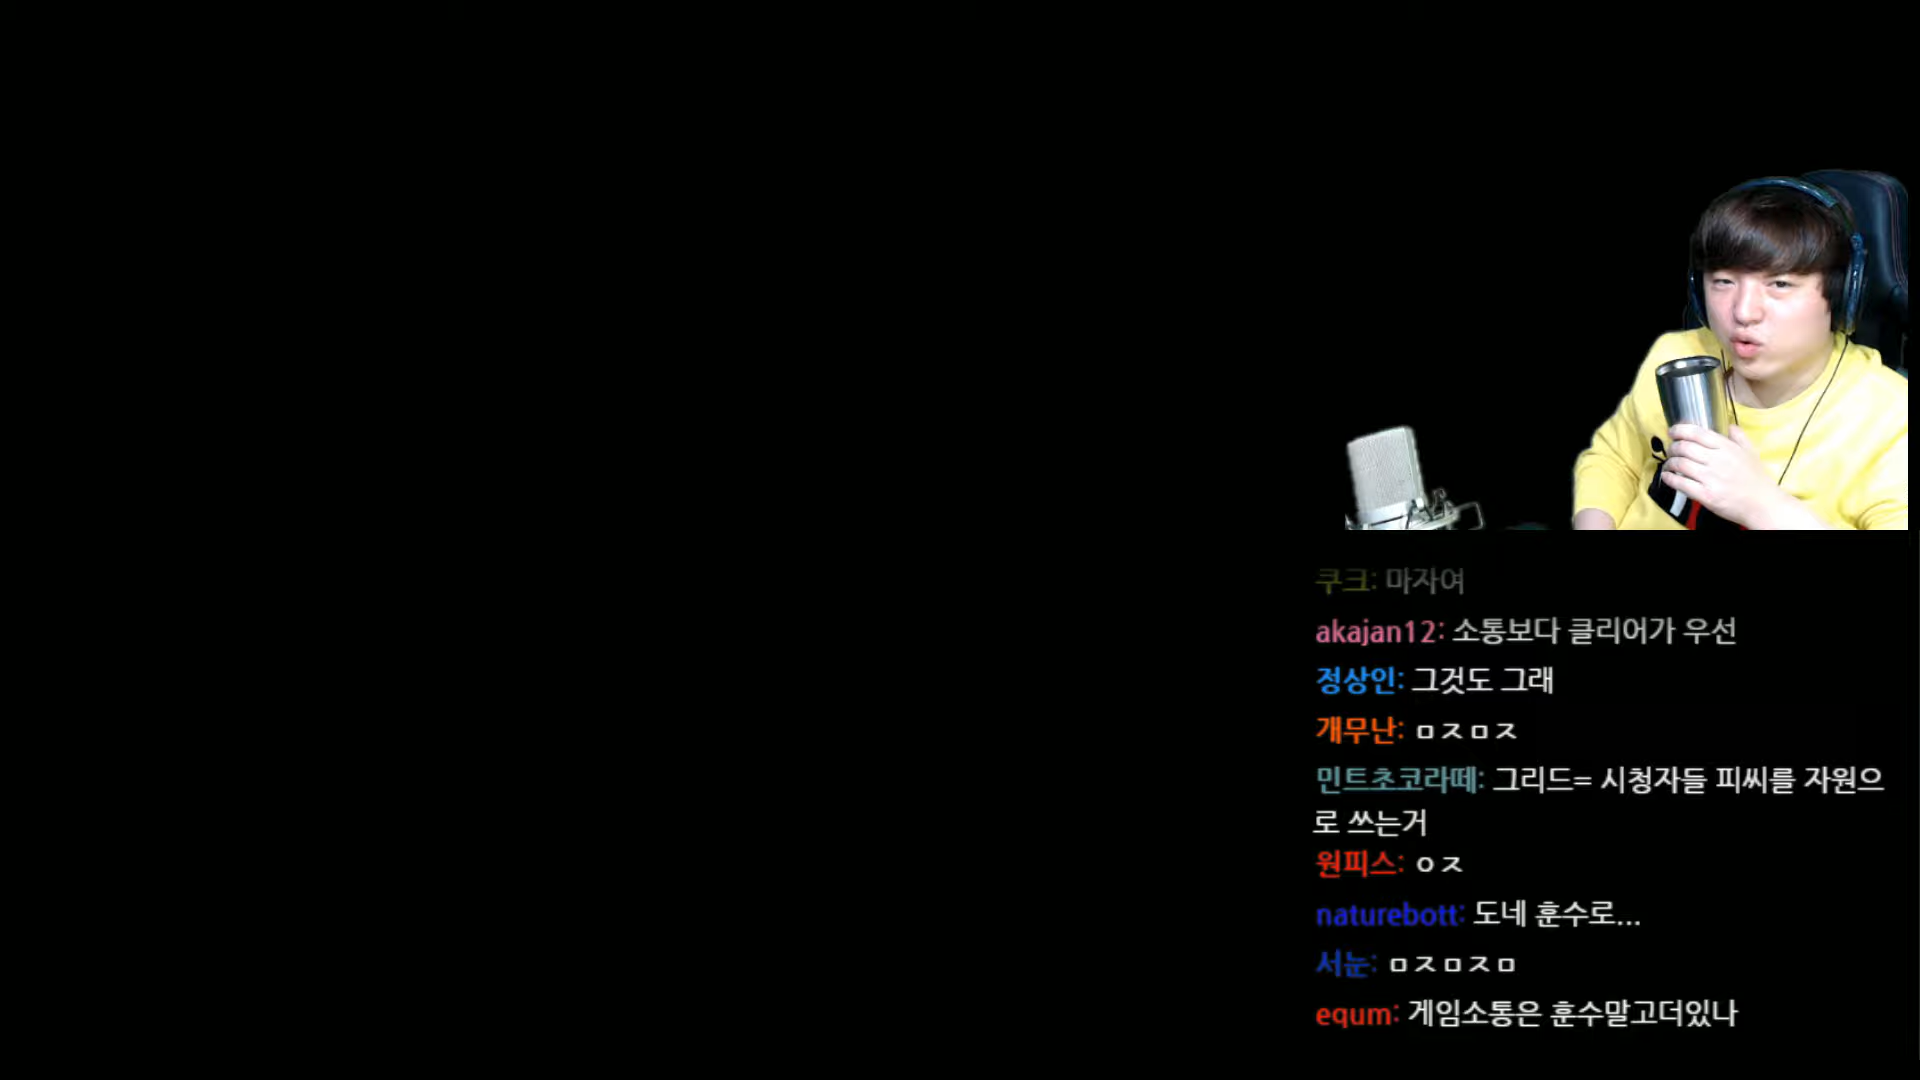 쿠크: 마자여
akajan12: 소통보다 클리어가 우선
정상인: 그것도 그래
개무난: ㅁㅈㅁㅈ
민트초코라떼: 그리드= 시청자들 피씨를 자원으
로 쓰는거
원피스: ㅇㅈ
naturebott: 도네 훈수로...
서눈: ㅁㅈㅁㅈㅁ
equm: 게임소통은 훈수말고더있나